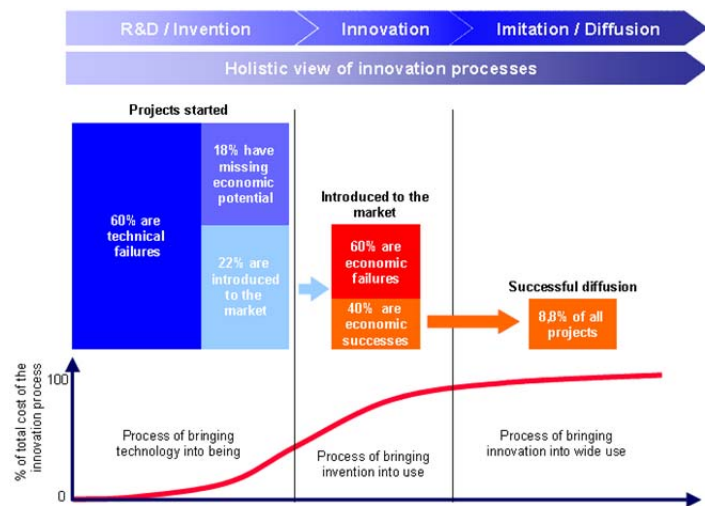 R&D / Invention
Innovation
Imitation / Diffusion
Holistic view of innovation processes
Projects started
60% are
technical
failures
18% have
missing
economic
potential
22% are
introduced
to the
market
Introduced to the
market
60% are
economic
failures
40% are
economic
successes
Successful diffusion
8,8% of all
projects
% of total cost of the
innovation process
100
0
Process of bringing
technology into being
Process of bringing
invention into use
Process of bringing
innovation into wide use